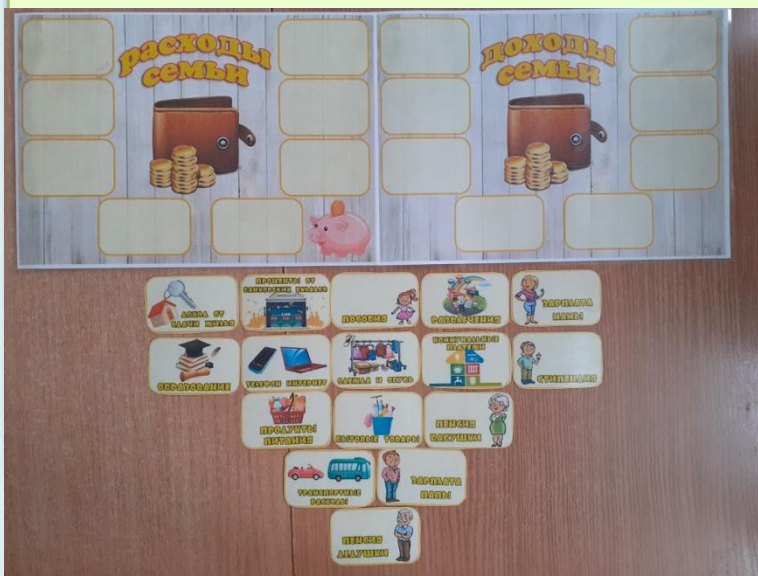 расходы
семьи
доходы
семьи
доход от
сдачи жилья
проценты от
банковских вкладов
пособия
развлечения
зарплата
мамы
образование
телефон интернет
одежда и обувь
коммунальные
платежи
стипендия
продукты
питания
бытовые товары
пенсия
бабушки
транспортные
расходы
зарплата
папы
пенсия
дедушки